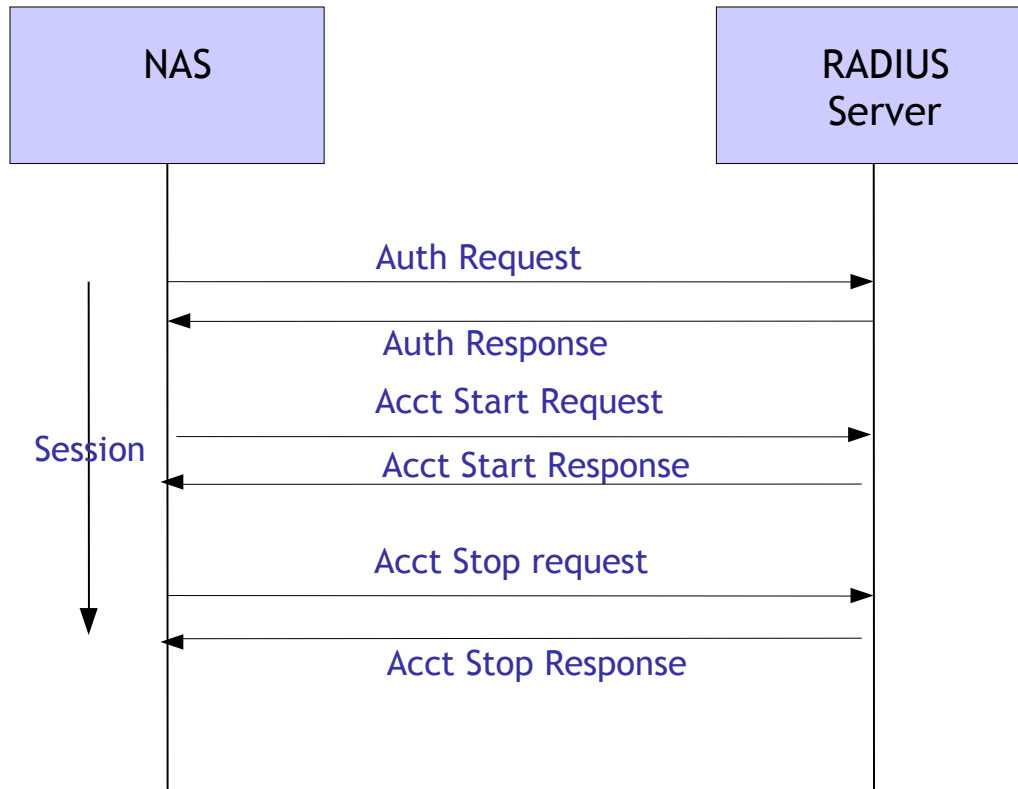 NAS
RADIUS
Server
Auth Request
Auth Response
Acct Start Request
Session
Acct Start Response
Acct Stop request
Acct Stop Response